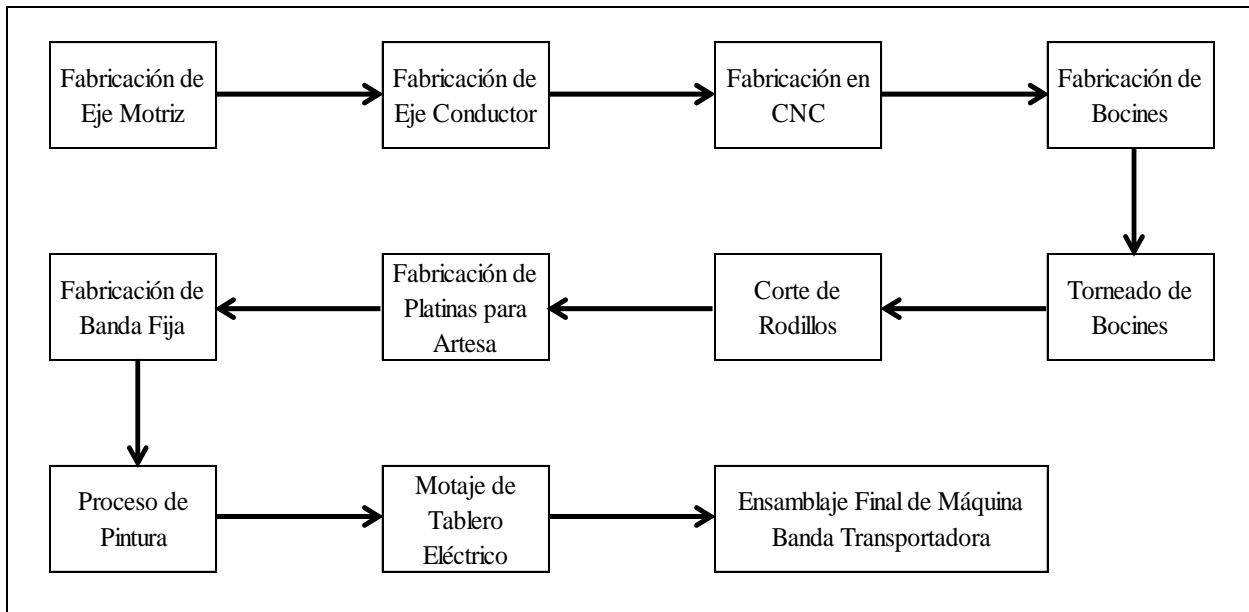 Fabricación de
Eje Motriz
Fabricación de
Eje Conductor
Fabricación en
CNC
Fabricación de
Bocines
Fabricación de
Banda Fija
Fabricación de
Platinas para
Artesa
Corte de
Rodillos
Torneado de
Bocines
Proceso de
Pintura
Motaje de
Tablero
Eléctrico
Ensamblaje Final de Máquina
Banda Transportadora